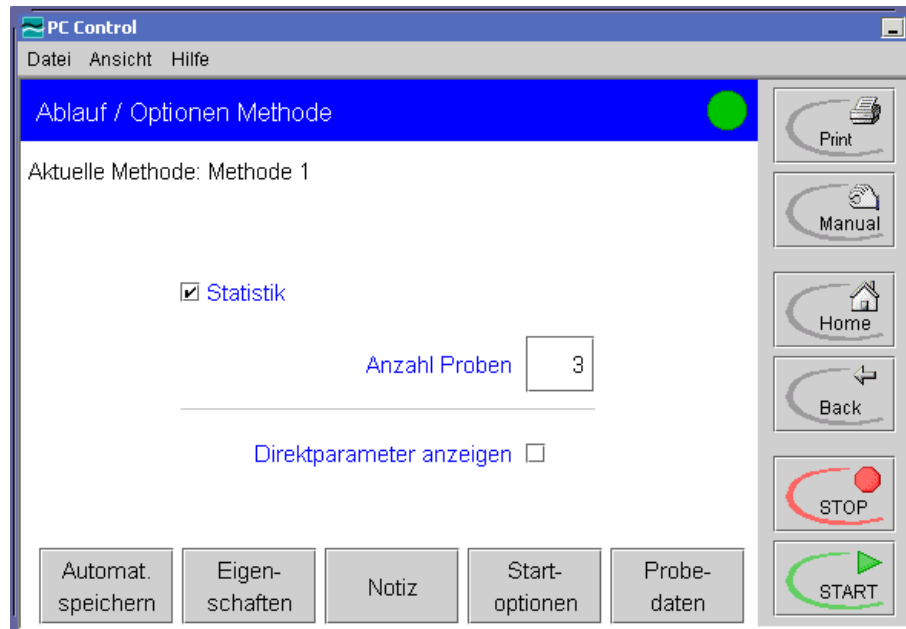 PC Control
Datei Ansicht Hilfe
Ablauf / Optionen Methode
Aktuelle Methode: Methode 1
Statistik
Anzahl Proben 3
Direktparameter anzeigen
Automat.
speichern
Eigen-
schaften
Notiz
Start-
optionen
Probe-
daten
Print
Manual
Home
Back
STOP
START